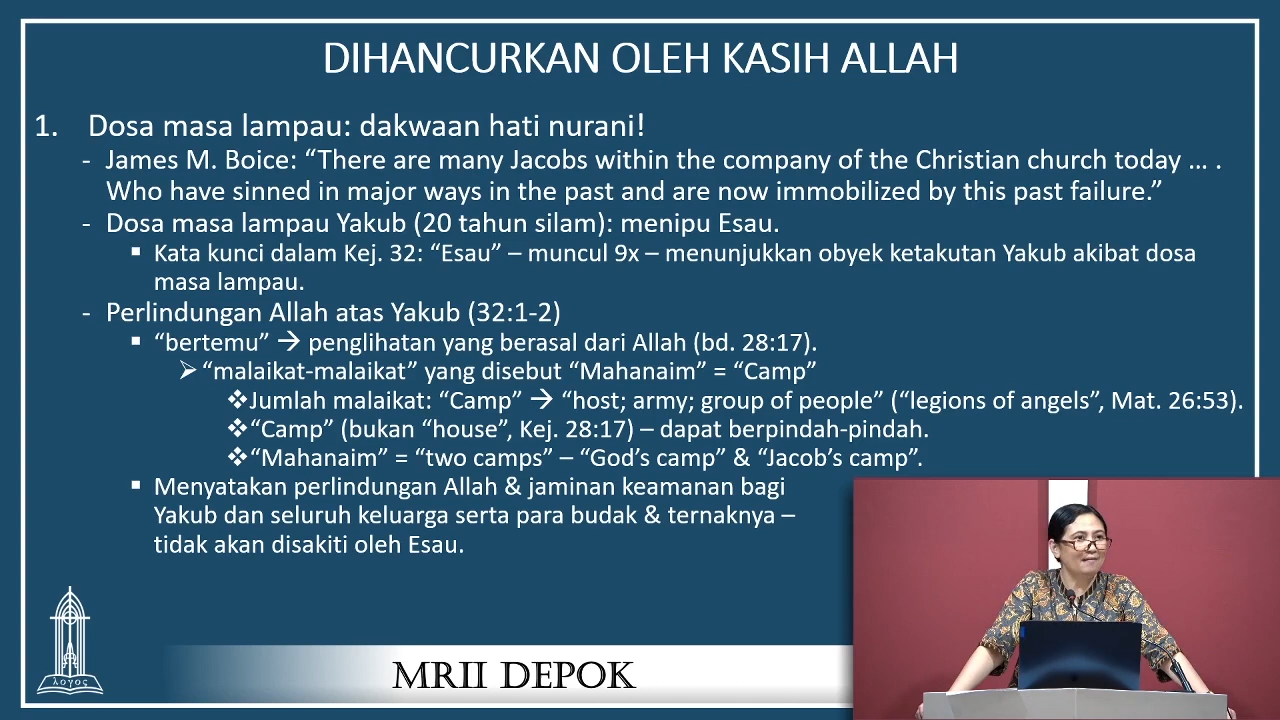 DIHANCURKAN OLEH KASIH ALLAH
1. Dosa masa lampau: dakwaan hati nurani!
- James M. Boice: “There are many Jacobs within the company of the Christian church today ... .
Who have sinned in major ways in the past and are now immobilized by this past failure.”
- Dosa masa lampau Yakub (20 tahun silam): menipu Esau.
▪ Kata kunci dalam Kej. 32: “Esau” – muncul 9x – menunjukkan obyek ketakutan Yakub akibat dosa
masa lampau.
- Perlindungan Allah atas Yakub (32:1-2)
▪ “bertemu” → penglihatan yang berasal dari Allah (bd. 28:17).
➢ “malaikat-malaikat” yang disebut “Mahanaim” = “Camp”
❖ Jumlah malaikat: “Camp” → “host; army; group of people” (“legions of angels”, Mat. 26:53).
❖ “Camp” (bukan “house”, Kej. 28:17) – dapat berpindah-pindah.
❖ “Mahanaim” = “two camps” – “God’s camp” & “Jacob’s camp”.
▪ Menyatakan perlindungan Allah & jaminan keamanan bagi
Yakub dan seluruh keluarga serta para budak & ternaknya –
tidak akan disakiti oleh Esau.
λογος
MRII DEPOK